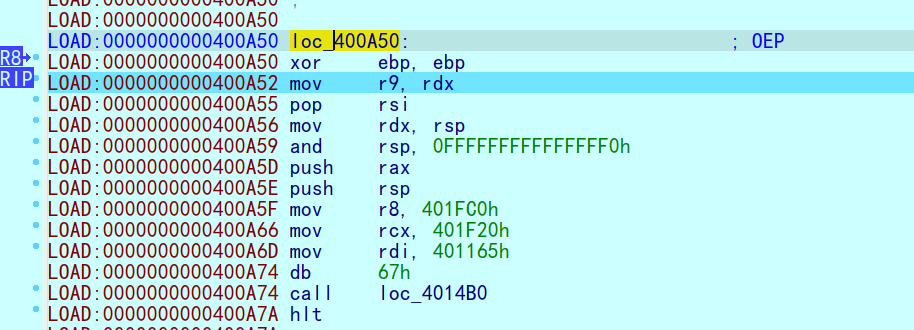 LOAD:0000000000400A50 ;
LOAD:0000000000400A50
LOAD:0000000000400A50 loc_400A50: ; OEP
R8 LOAD:0000000000400A50 xor ebp, ebp
RIP LOAD:0000000000400A52 mov r9, rdx
LOAD:0000000000400A55 pop rsi
LOAD:0000000000400A56 mov rdx, rsp
LOAD:0000000000400A59 and rsp, 0FFFFFFFFFFFFFFF0h
LOAD:0000000000400A5D push rax
LOAD:0000000000400A5E push rsp
LOAD:0000000000400A5F mov r8, 401FC0h
LOAD:0000000000400A66 mov rcx, 401F20h
LOAD:0000000000400A6D mov rdi, 401165h
LOAD:0000000000400A74 db 67h
LOAD:0000000000400A74 call loc_4014B0
LOAD:0000000000400A7A hlt